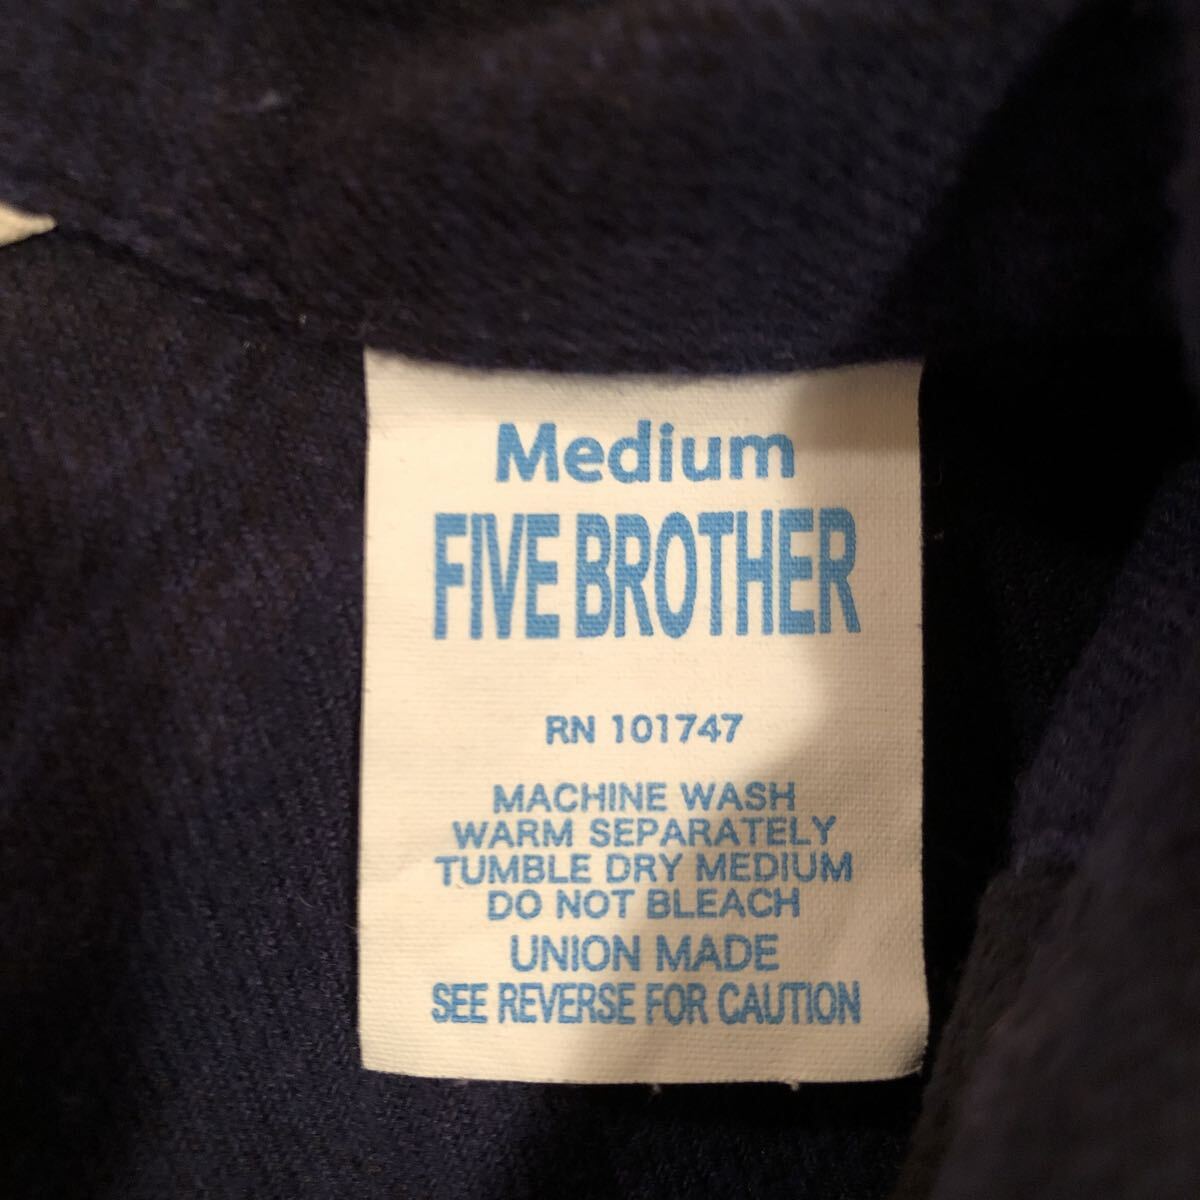 Medium
FIVE BROTHER
RN 101747
MACHINE WASH
WARM SEPARATELY
TUMBLE DRY MEDIUM
DO NOT BLEACH
UNION MADE
SEE REVERSE FOR CAUTION